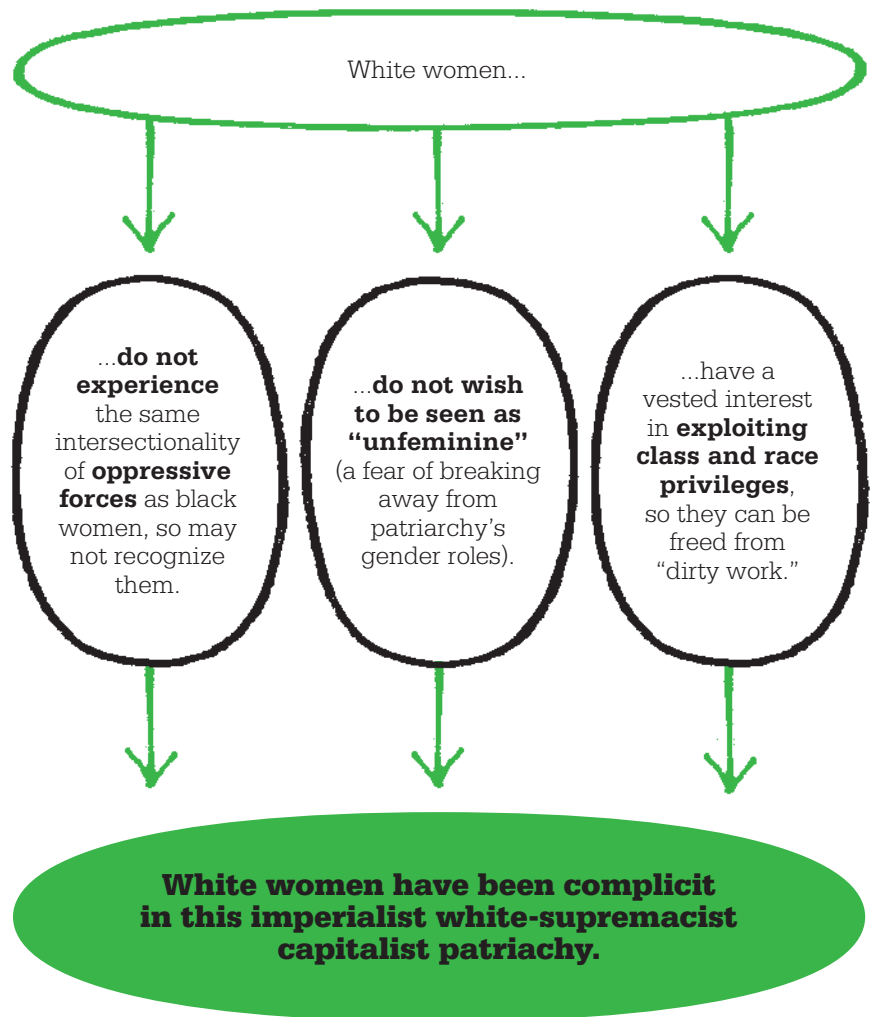 White women...
...do not
experience
the same
intersectionality
of oppressive
forces as black
women, so may
not recognize
them.
...do not wish
to be seen as
“unfeminine”
(a fear of breaking
away from
patriarchy’s
gender roles).
...have a
vested interest
in exploiting
class and race
privileges,
so they can be
freed from
“dirty work.”
White women have been complicit
in this imperialist white-supremacist
capitalist patriachy.